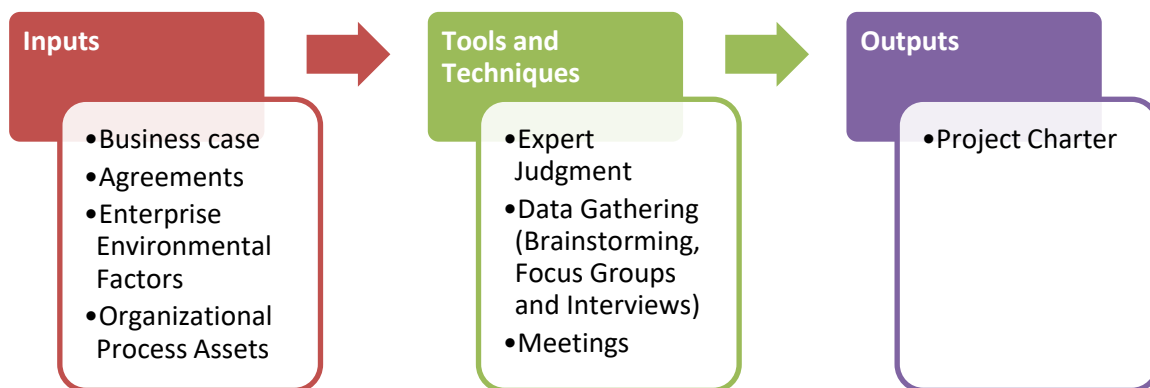 Inputs
•Business case
•Agreements
•Enterprise
Environmental
Factors
•Organizational
Process Assets
Tools and
Techniques
•Expert
Judgment
•Data Gathering
(Brainstorming,
Focus Groups
and Interviews)
•Meetings
Outputs
•Project Charter